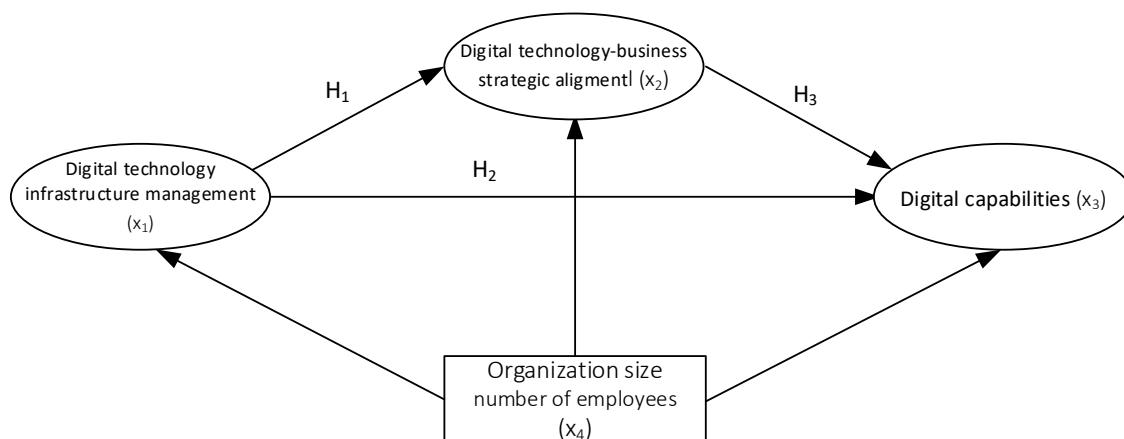 Digital technology-business
strategic aligmentl (x₂)
H₁
H₃
Digital technology
infrastructure management
(x₁)
H₂
Digital capabilities (x₃)
Organization size
number of employees
(x₄)